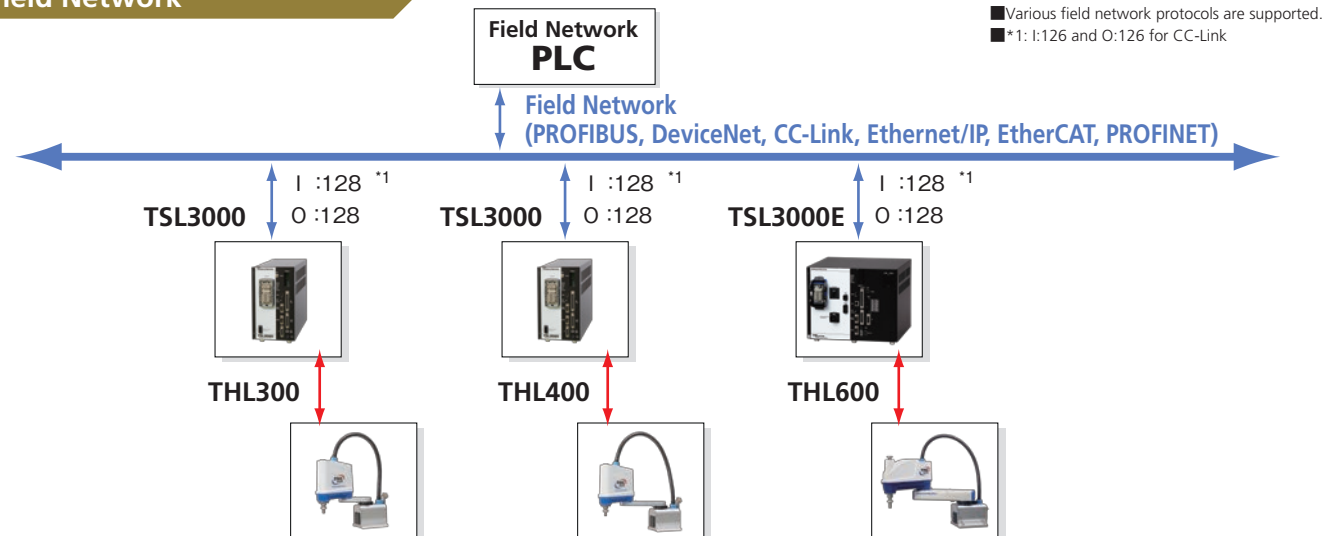 Field Network
■Various field network protocols are supported.
■*1: I:126 and O:126 for CC-Link
Field Network
PLC
Field Network
(PROFIBUS, DeviceNet, CC-Link, Ethernet/IP, EtherCAT, PROFINET)
I :128 *1
O :128
TSL3000
I :128 *1
O :128
TSL3000
I :128 *1
O :128
TSL3000E
THL300
THL400
THL600